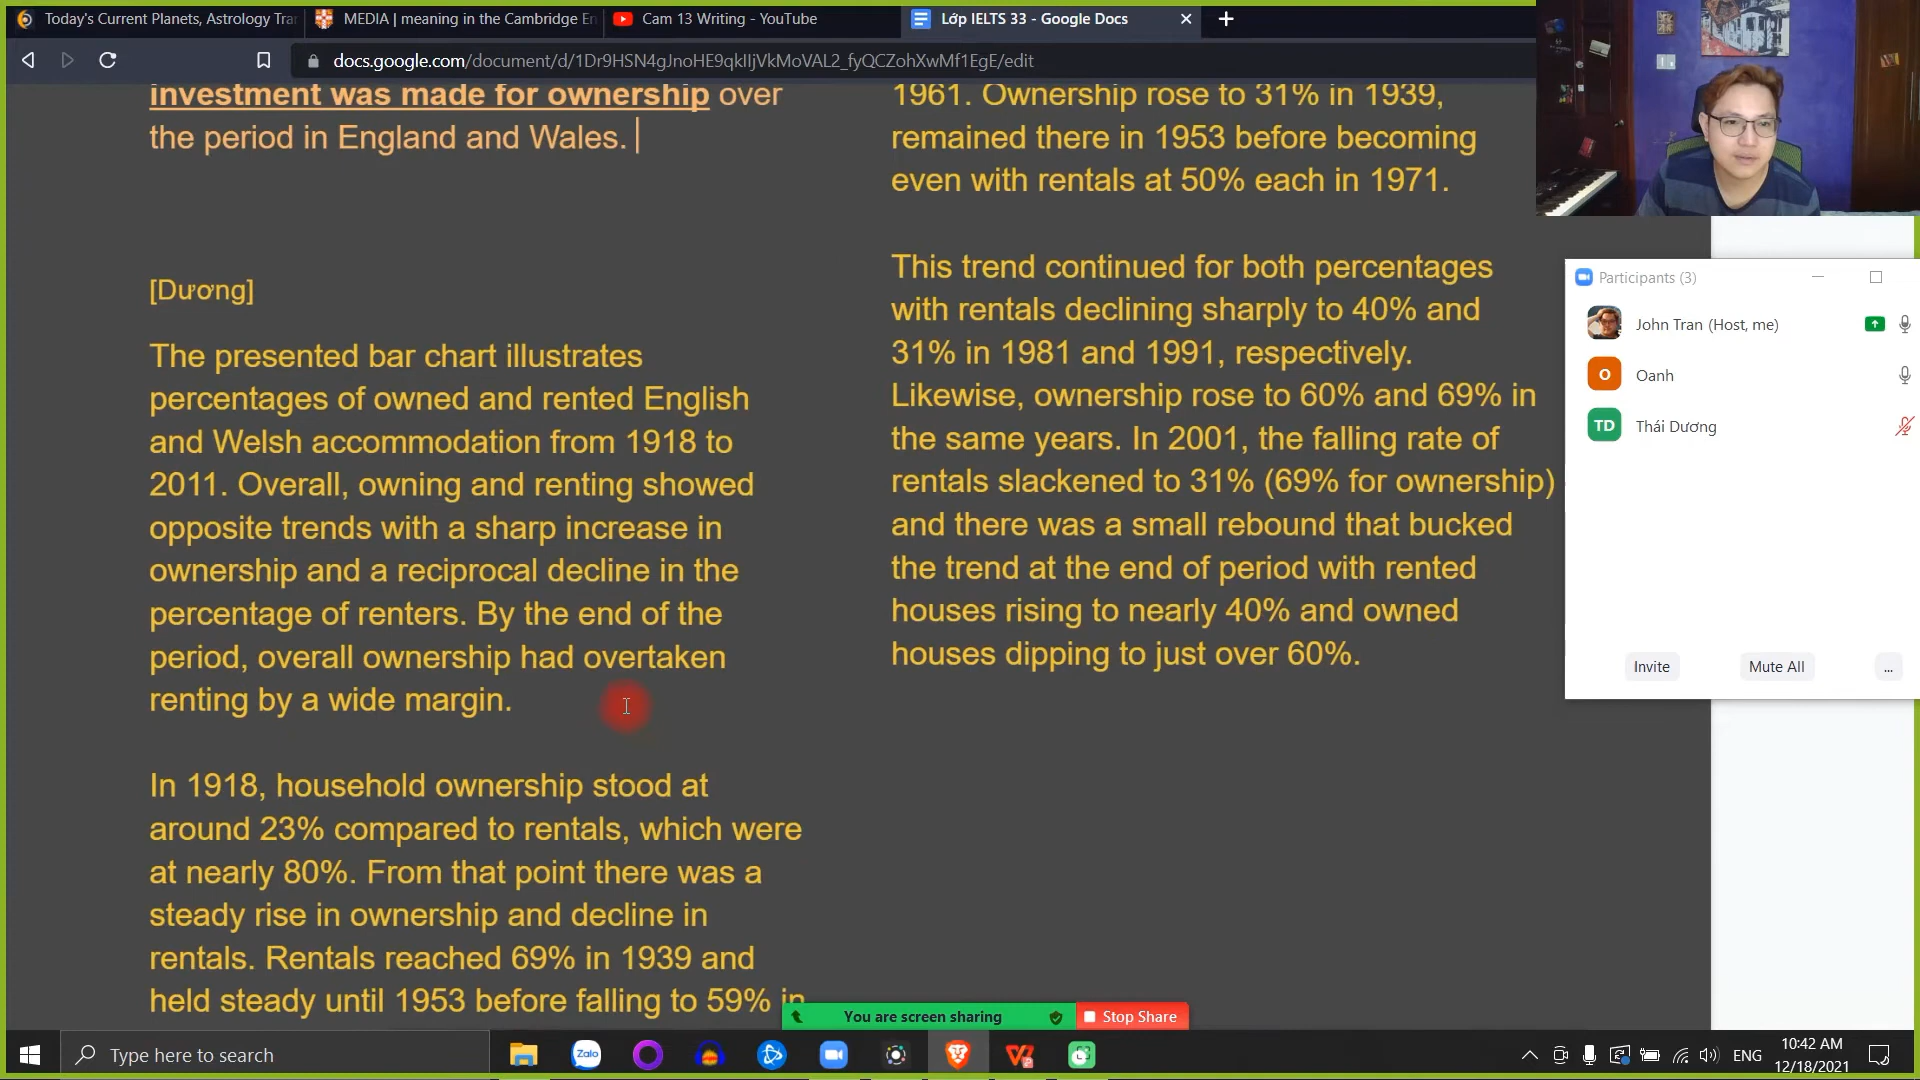 Today's Current Planets, Astrology Tra
MEDIA | meaning in the Cambridge En
Cam 13 Writing - YouTube
Lớp IELTS 33 - Google Docs
docs.google.com/document/d/1Dr9HSN4gJnoHE9qkIIjVkMoVAL2_fyQCZohXwMf1EgE/edit
investment was made for ownership over
the period in England and Wales.
[Dương]
The presented bar chart illustrates
percentages of owned and rented English
and Welsh accommodation from 1918 to
2011. Overall, owning and renting showed
opposite trends with a sharp increase in
ownership and a reciprocal decline in the
percentage of renters. By the end of the
period, overall ownership had overtaken
renting by a wide margin.
In 1918, household ownership stood at
around 23% compared to rentals, which were
at nearly 80%. From that point there was a
steady rise in ownership and decline in
rentals. Rentals reached 69% in 1939 and
held steady until 1953 before falling to 59% in
1961. Ownership rose to 31% in 1939,
remained there in 1953 before becoming
even with rentals at 50% each in 1971.
This trend continued for both percentages
with rentals declining sharply to 40% and
31% in 1981 and 1991, respectively.
Likewise, ownership rose to 60% and 69% in
the same years. In 2001, the falling rate of
rentals slackened to 31% (69% for ownership)
and there was a small rebound that bucked
the trend at the end of period with rented
houses rising to nearly 40% and owned
houses dipping to just over 60%.
Participants (3)
John Tran (Host, me)
O
Oanh
TD
Thái Dương
Invite
Mute All
...
You are screen sharing
Stop Share
Type here to search
Zalo
ENG
10:42 AM
12/18/2021